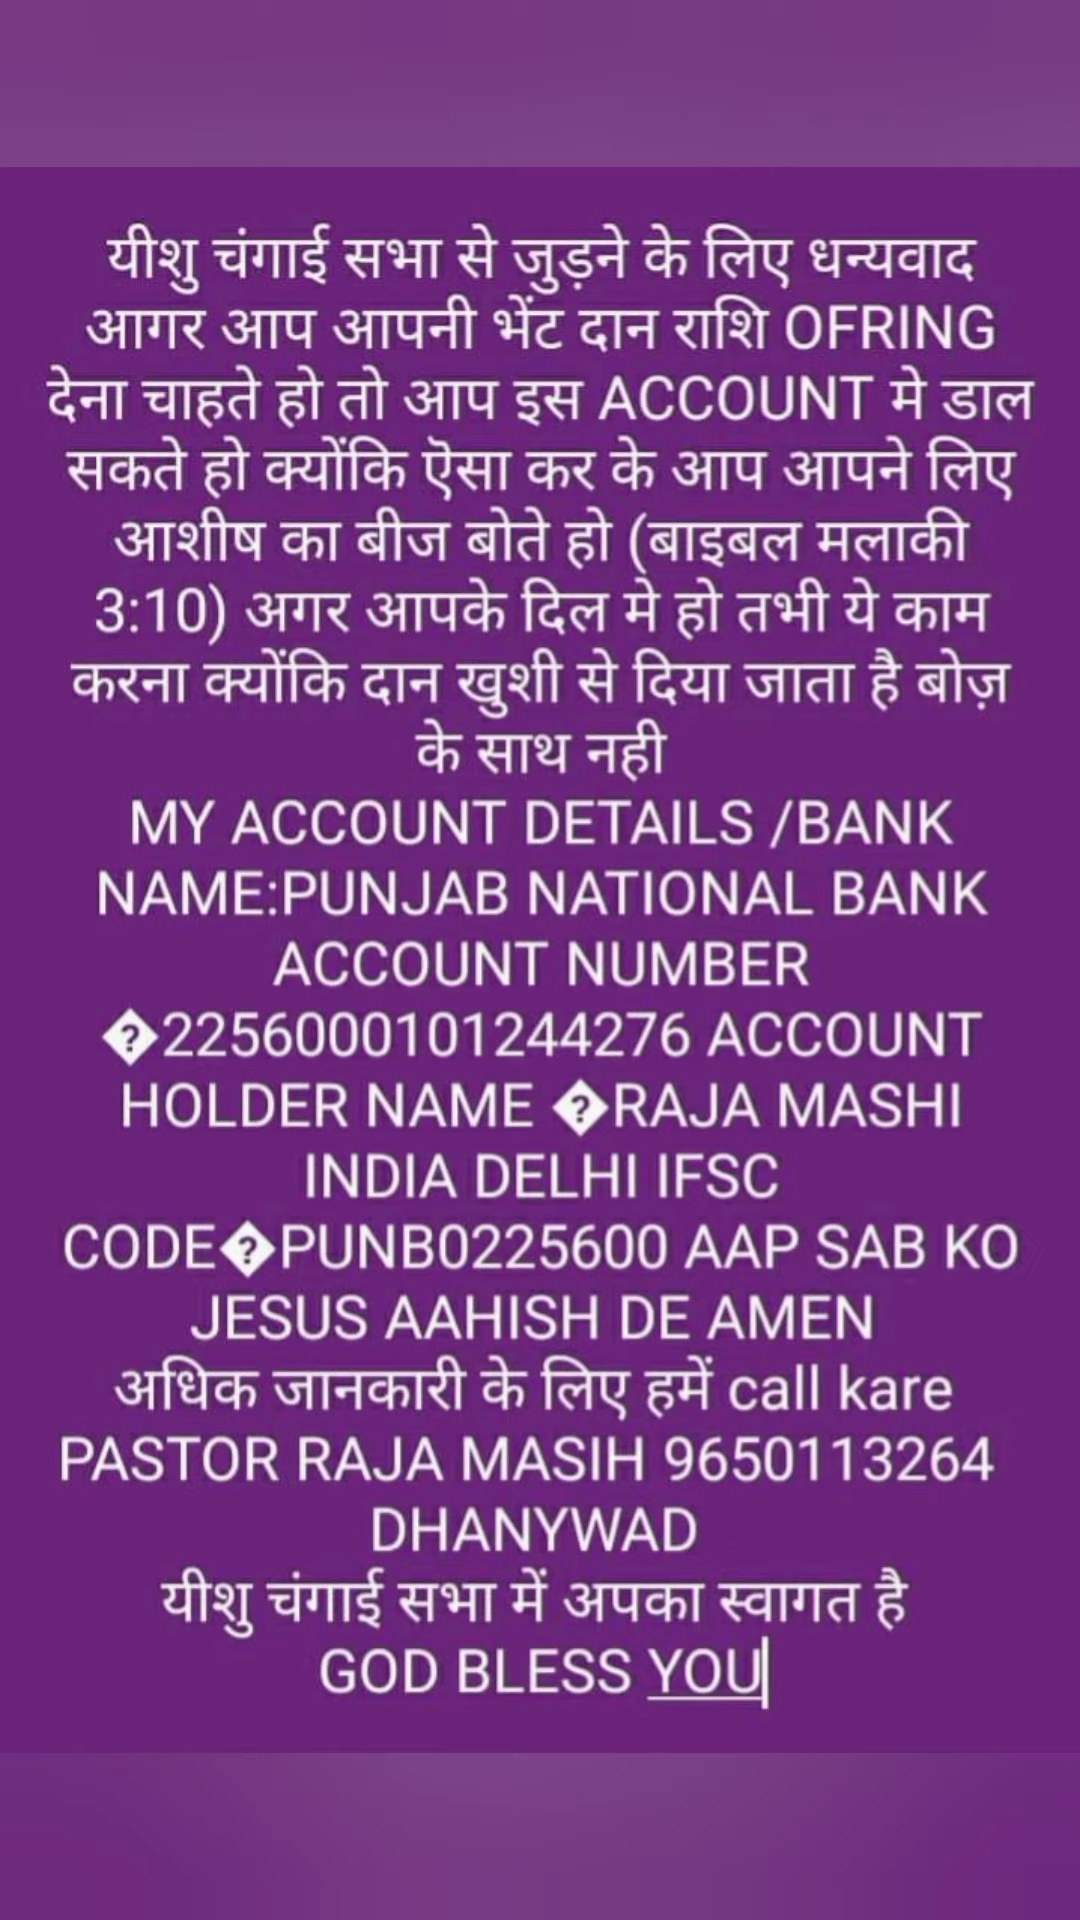 यीशु चंगाई सभा से जुड़ने के लिए धन्यवाद
आगर आप आपनी भेंट दान राशि OFRING
देना चाहते हो तो आप इस ACCOUNT मे डाल
सकते हो क्योंकि ऎसा कर के आप आपने लिए
आशीष का बीज बोते हो (बाइबल मलाकी
3:10) अगर आपके दिल मे हो तभी ये काम
करना क्योंकि दान खुशी से दिया जाता है बोज़
के साथ नही
MY ACCOUNT DETAILS /BANK
NAME:PUNJAB NATIONAL BANK
ACCOUNT NUMBER
�2256000101244276 ACCOUNT
HOLDER NAME �RAJA MASHI
INDIA DELHI IFSC
CODE�PUNB0225600 AAP SAB KO
JESUS AAHISH DE AMEN
अधिक जानकारी के लिए हमें call kare
PASTOR RAJA MASIH 9650113264
DHANYWAD
यीशु चंगाई सभा में अपका स्वागत है
GOD BLESS YOU